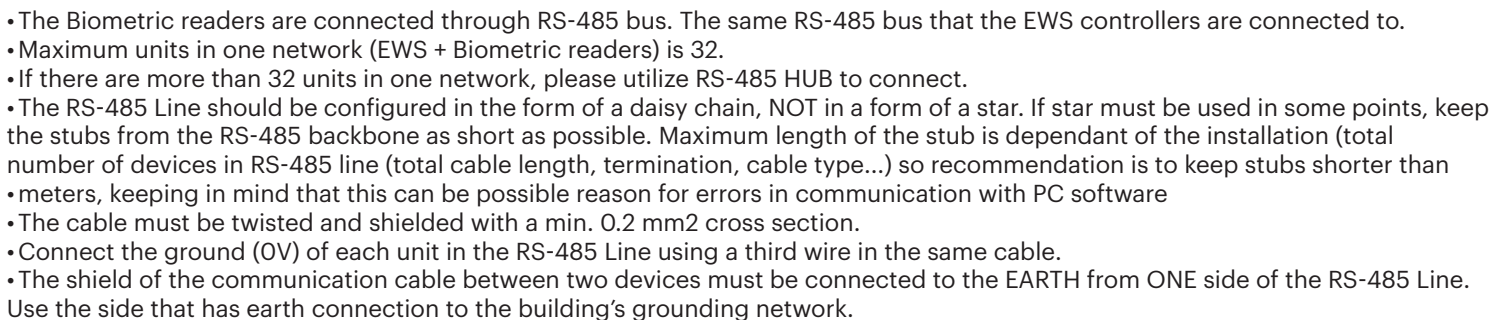 •The Biometric readers are connected through RS-485 bus. The same RS-485 bus that the EWS controllers are connected to.
•Maximum units in one network (EWS + Biometric readers) is 32.
•If there are more than 32 units in one network, please utilize RS-485 HUB to connect.
•The RS-485 Line should be configured in the form of a daisy chain, NOT in a form of a star. If star must be used in some points, keep
the stubs from the RS-485 backbone as short as possible. Maximum length of the stub is dependant of the installation (total
number of devices in RS-485 line (total cable length, termination, cable type...) so recommendation is to keep stubs shorter than
•meters, keeping in mind that this can be possible reason for errors in communication with PC software
•The cable must be twisted and shielded with a min. 0.2 mm2 cross section.
•Connect the ground (0V) of each unit in the RS-485 Line using a third wire in the same cable.
•The shield of the communication cable between two devices must be connected to the EARTH from ONE side of the RS-485 Line.
Use the side that has earth connection to the building's grounding network.